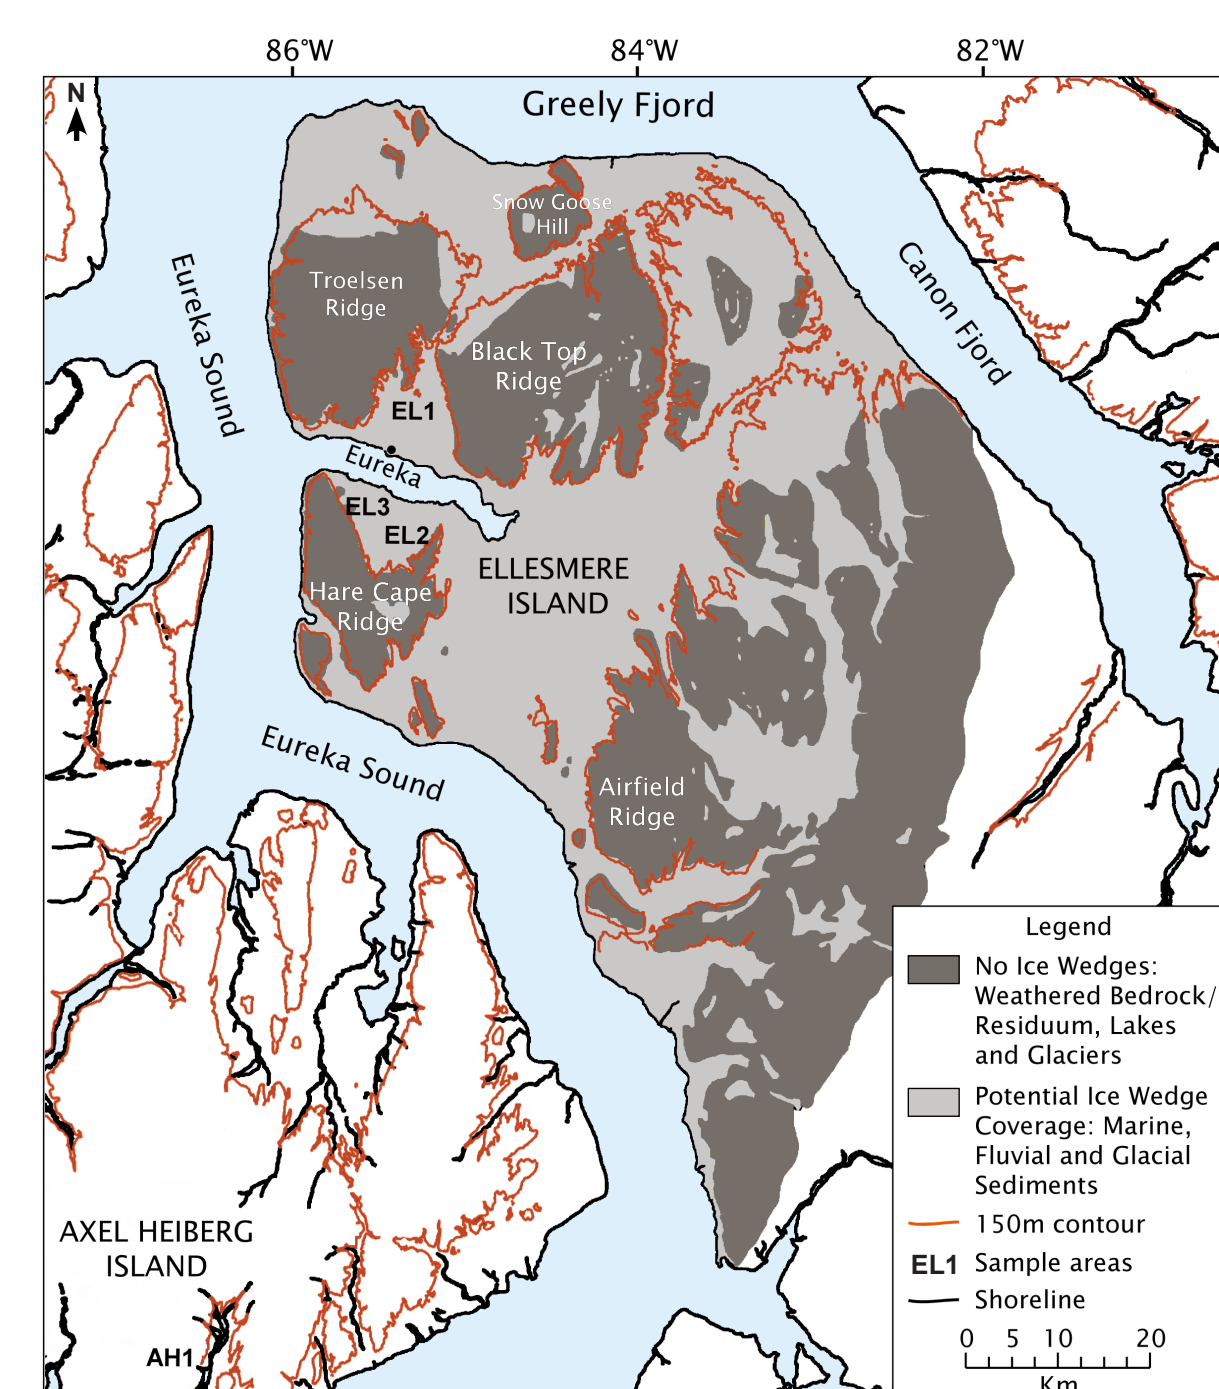 86°W
84°W
82°W
N
Greely Fjord
Snow Goose
Hill
Troelsen
Ridge
Eureka Sound
Canon Fjord
Black Top
Ridge
EL1
Eureka
EL3
EL2
ELLESMERE
ISLAND
Hare Cape
Ridge
Eureka Sound
Airfield
Ridge
AXEL HEIBERG
ISLAND
AH1
Legend
No Ice Wedges:
Weathered Bedrock/
Residuum, Lakes
and Glaciers
Potential Ice Wedge
Coverage: Marine,
Fluvial and Glacial
Sediments
150m contour
EL1 Sample areas
Shoreline
0 5 10 20
Km